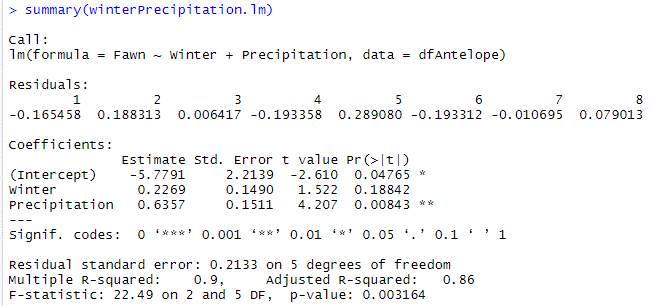 > summary(winterPrecipitation.lm)
Call:
lm(formula = Fawn ~ Winter + Precipitation, data = dfAntelope)
Residuals:
        1         2         3         4         5         6         7         8
-0.165458  0.188313  0.006417 -0.193358  0.289080 -0.193312 -0.010695  0.079013
Coefficients:
              Estimate Std. Error t value Pr(>|t|)
(Intercept)    -5.7791     2.2139  -2.610  0.04765 *
Winter          0.2269     0.1490   1.522  0.18842
Precipitation   0.6357     0.1511   4.207  0.00843 **
---
Signif. codes:  0 ‘***’ 0.001 ‘**’ 0.01 ‘*’ 0.05 ‘.’ 0.1 ‘ ’ 1
Residual standard error: 0.2133 on 5 degrees of freedom
Multiple R-squared:    0.9,    Adjusted R-squared:   0.86
F-statistic: 22.49 on 2 and 5 DF,  p-value: 0.003164